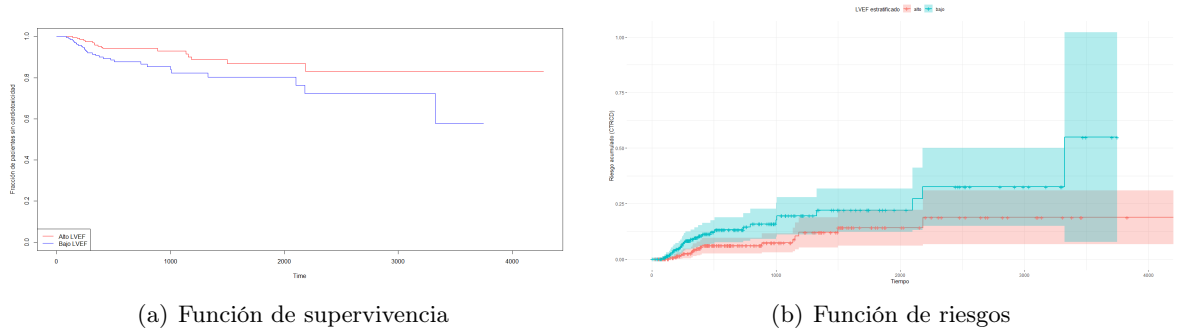 LVEF estratificado alto bajo
Fracción de pacientes sin cardiotoxicidad
1.0
0.8
0.6
0.4
0.2
0.0
Alto LVEF
Bajo LVEF
0 1000 2000 3000 4000
Time
Riesgo acumulado (CTRCD)
1.00
0.75
0.50
0.25
0.00
0 1000 2000 3000 4000
Tiempo
(a) Función de supervivencia
(b) Función de riesgos